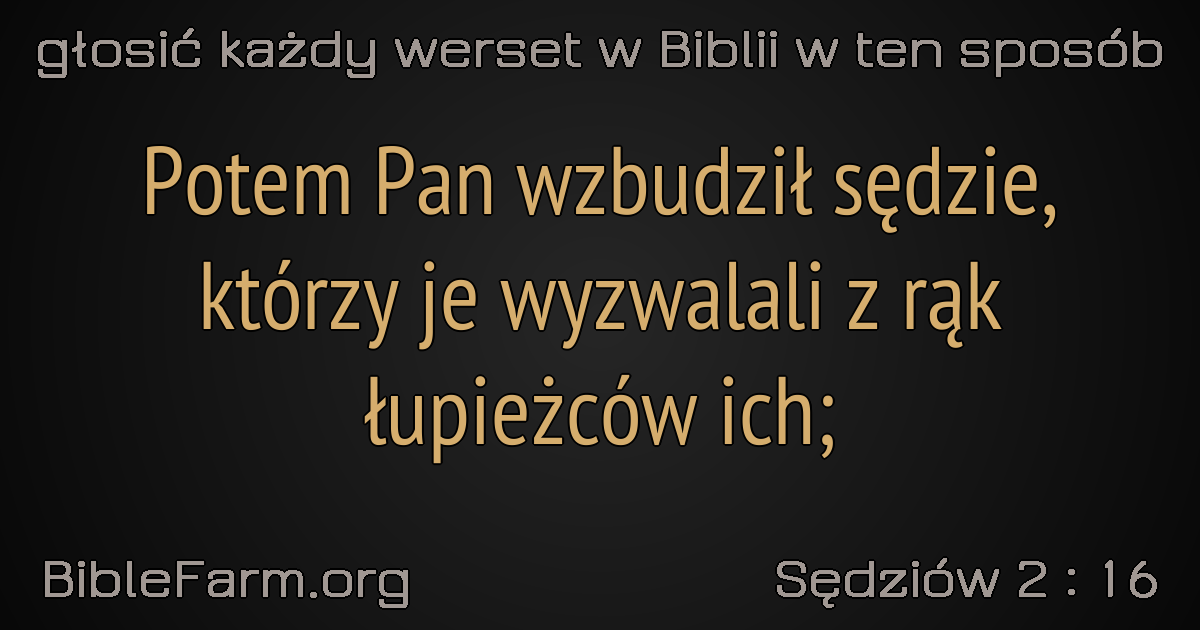 głosić każdy werset w Biblii w ten sposób
Potem Pan wzbudził sędzie,
którzy je wyzwalali z rąk
łupieżców ich;
BibleFarm.org
Sędziów 2 : 16